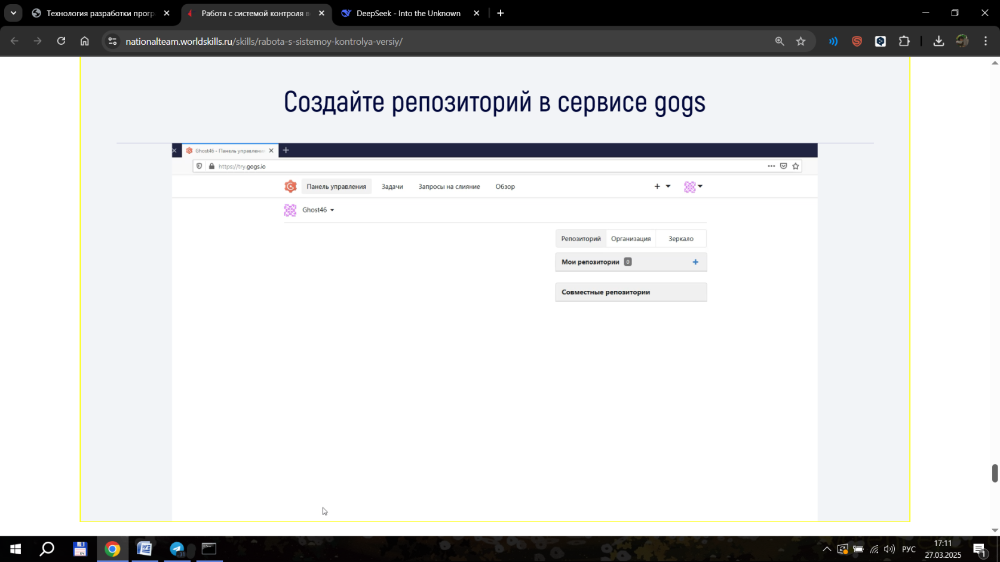 Технология разработки прогр
Работа с системой контроля в
DeepSeek - Into the Unknown
nationalteam.worldskills.ru/skills/rabota-s-sistemoy-kontrolya-versiy/
Создайте репозиторий в сервисе gogs
Ghost46 - Панель управления
https://try.gogs.io
Панель управления
Задачи
Запросы на слияние
Обзор
Ghost46
Репозиторий
Организация
Зеркало
Мои репозитории 0
Совместные репозитории
РУС
17:11
27.03.2025
1